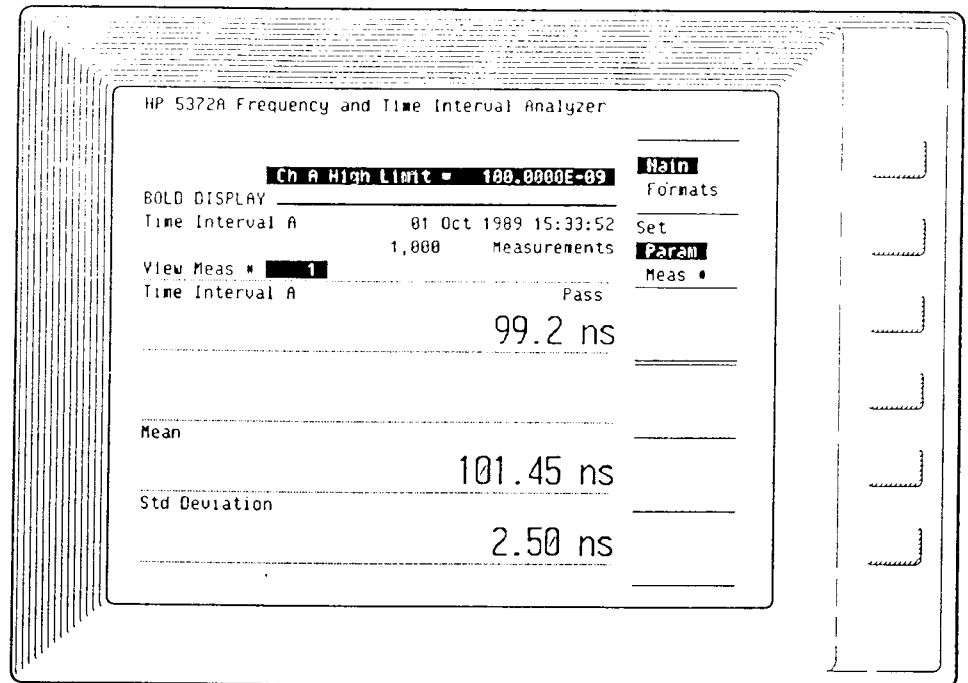 HP 5372A Frequency and Time Interval Analyzer
Ch A High Limit = 100.0000E-09
BOLD DISPLAY
Time Interval A 01 Oct 1989 15:33:52
1,000 Measurements
View Meas # 1
Time Interval A Pass
99.2 ns
Mean
101.45 ns
Std Deviation
2.50 ns
Main
Formats
Set
Param
Meas #